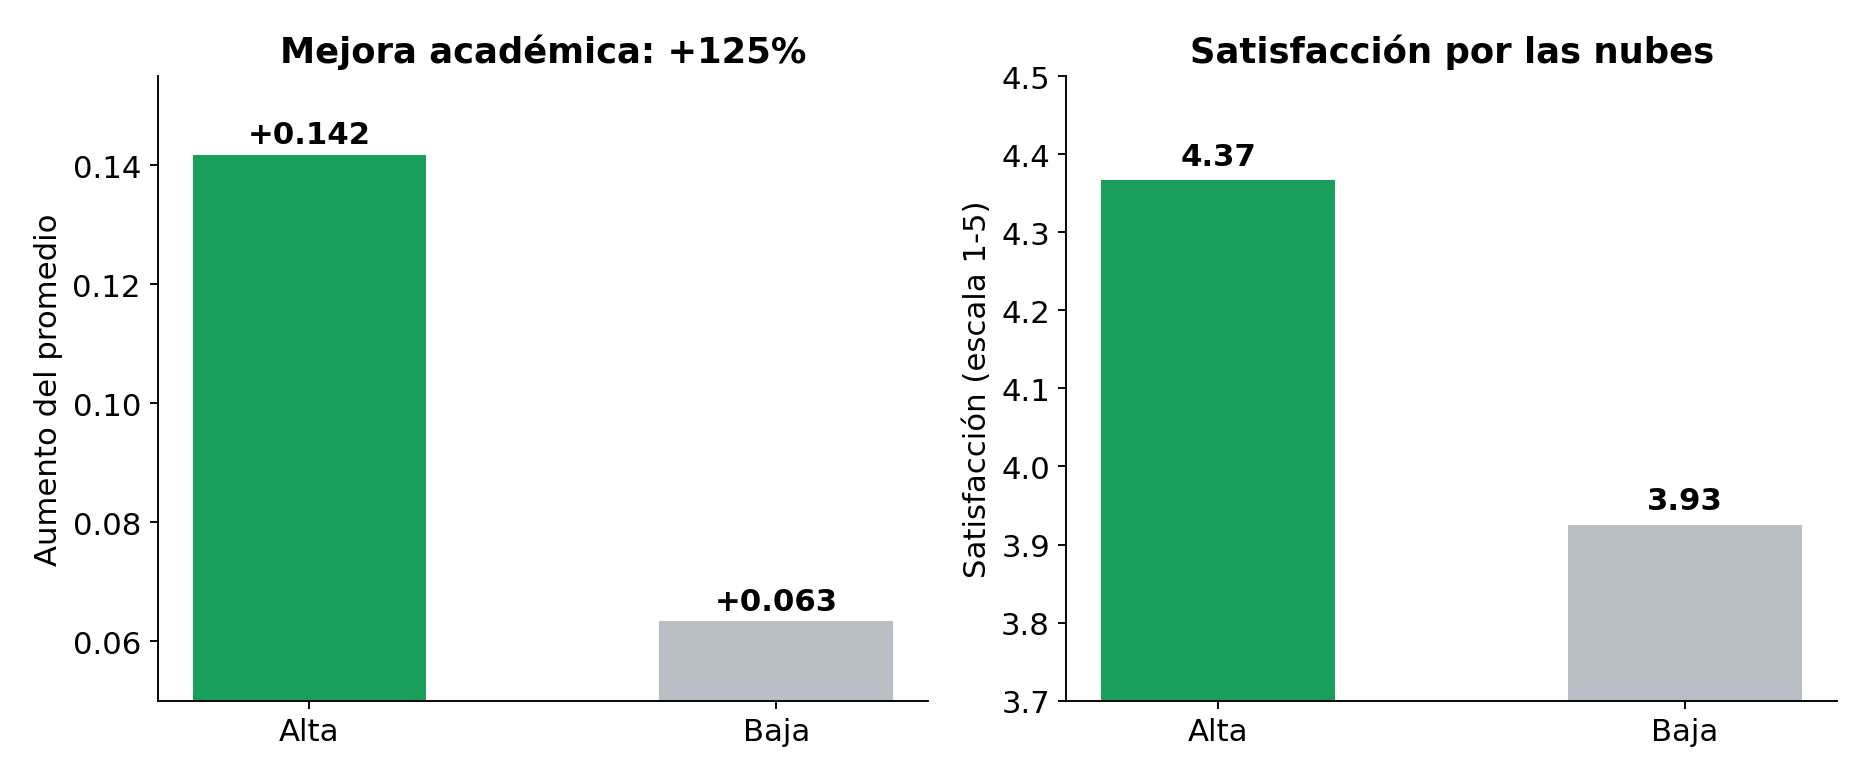 Mejora académica: +125%
Aumento del promedio
0.14
0.12
0.10
0.08
0.06
+0.142
+0.063
Alta
Baja
Satisfacción por las nubes
Satisfacción (escala 1-5)
4.5
4.4
4.3
4.2
4.1
4.0
3.9
3.8
3.7
4.37
3.93
Alta
Baja